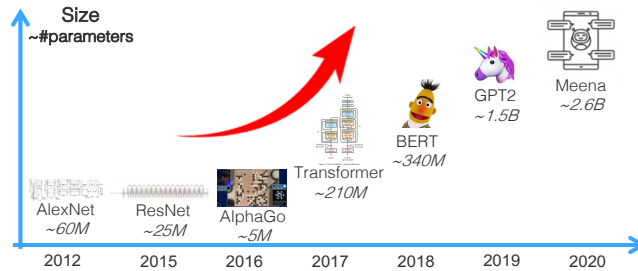 Size
~#parameters
AlexNet
~60M
ResNet
~25M
AlphaGo
~5M
Transformer
~210M
BERT
~340M
GPT2
~1.5B
Meena
~2.6B
2012 2015 2016 2017 2018 2019 2020